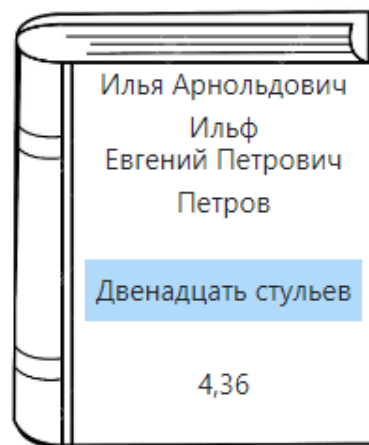 Илья Арнольдович
Ильф
Евгений Петрович
Петров
Двенадцать стульев
4,36